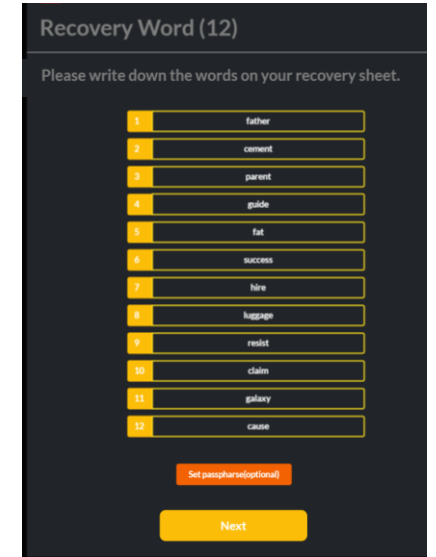 Recovery Word (12)
Please write down the words on your recovery sheet.
1 father
2 cement
3 parent
4 guide
5 fat
6 success
7 hire
8 luggage
9 resist
10 claim
11 galaxy
12 cause
Set passpharse(optional)
Next